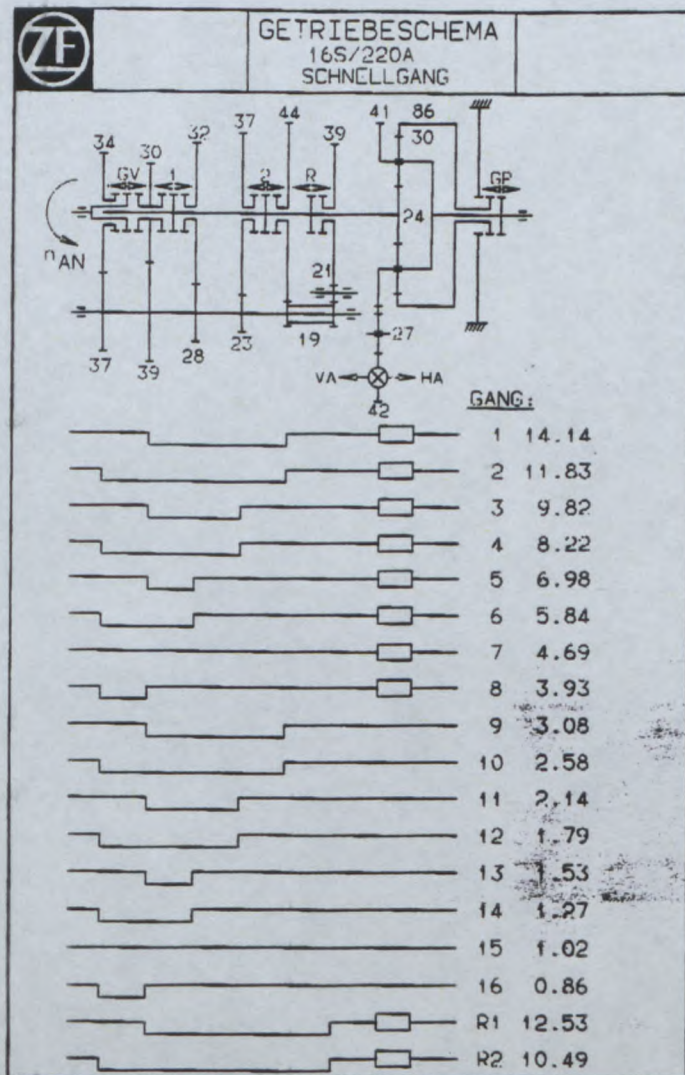 ZF
GETRIEBESCHEMA
16S/220A
SCHNELLGANG
34 30 32 37 44 39 41 86
30
GV 1 2 R GP
24
n AN
21
37 39 28 23 19 27
VA HA
42
GANG:
1 14.14
2 11.83
3 9.82
4 8.22
5 6.98
6 5.84
7 4.69
8 3.93
9 3.08
10 2.58
11 2.14
12 1.79
13 1.53
14 1.27
15 1.02
16 0.86
R1 12.53
R2 10.49